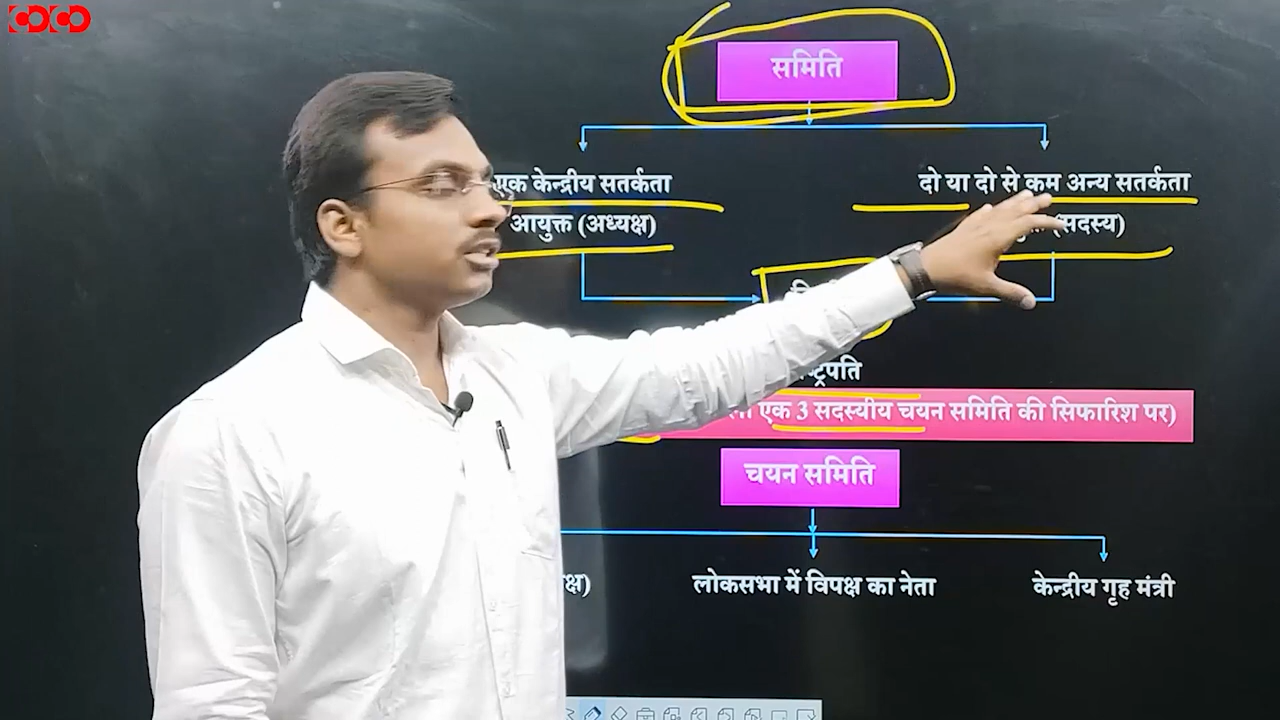 समिति
एक केन्द्रीय सतर्कता
आयुक्त (अध्यक्ष)
दो या दो से कम अन्य सतर्कता
(सदस्य)
एक 3 सदस्यीय चयन समिति की सिफारिश पर)
चयन समिति
लोकसभा में विपक्ष का नेता
केन्द्रीय गृह मंत्री